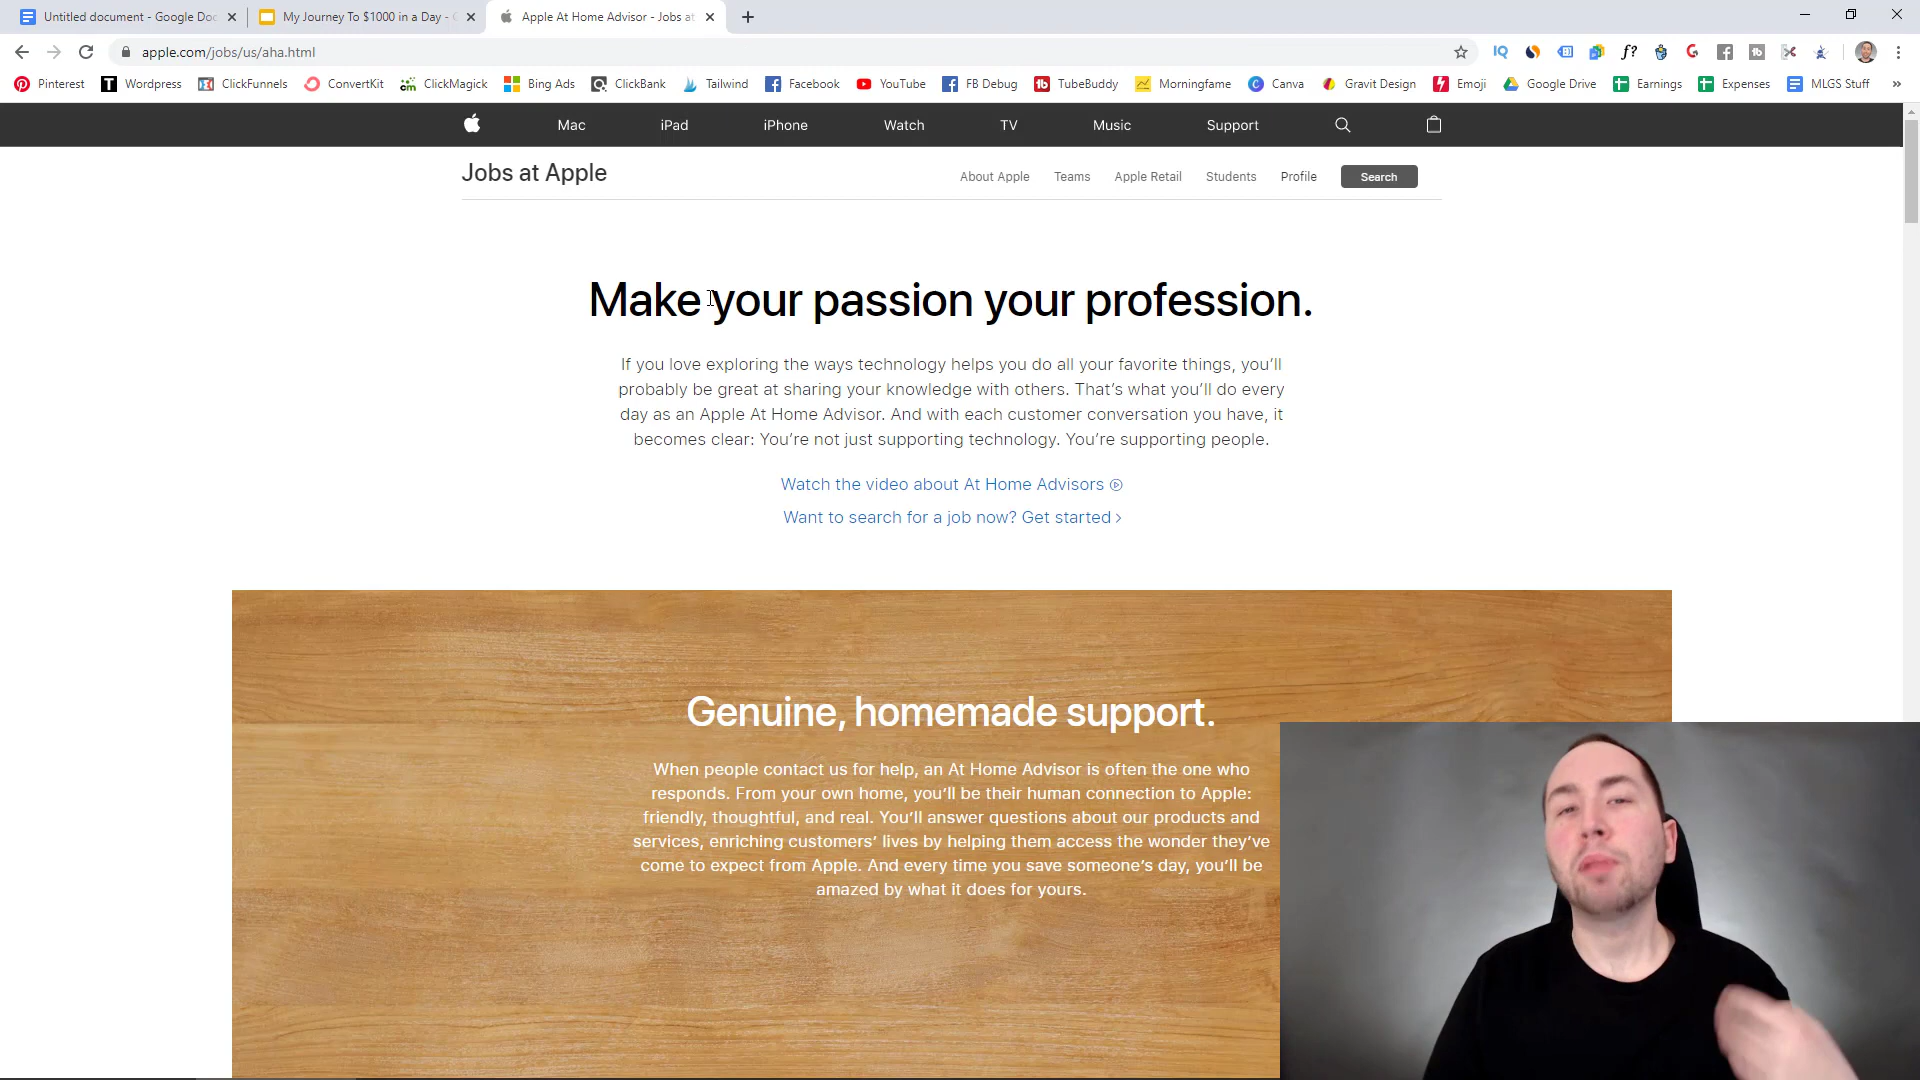 Untitled document - Google Doc
My Journey To $1000 in a Day -
Apple At Home Advisor - Jobs at
apple.com/jobs/us/aha.html
Pinterest Wordpress ClickFunnels ConvertKit ClickMagick Bing Ads ClickBank Tailwind Facebook YouTube FB Debug TubeBuddy Morningfame Canva Gravit Design Emoji Google Drive Earnings Expenses MLGS Stuff »
Mac iPad iPhone Watch TV Music Support
Jobs at Apple
About Apple Teams Apple Retail Students Profile Search
Make your passion your profession.
If you love exploring the ways technology helps you do all your favorite things, you’ll
probably be great at sharing your knowledge with others. That’s what you’ll do every
day as an Apple At Home Advisor. And with each customer conversation you have, it
becomes clear: You’re not just supporting technology. You’re supporting people.
Watch the video about At Home Advisors
Want to search for a job now? Get started >
Genuine, homemade support.
When people contact us for help, an At Home Advisor is often the one who
responds. From your own home, you’ll be their human connection to Apple:
friendly, thoughtful, and real. You’ll answer questions about our products and
services, enriching customers’ lives by helping them access the wonder they’ve
come to expect from Apple. And every time you save someone’s day, you’ll be
amazed by what it does for yours.